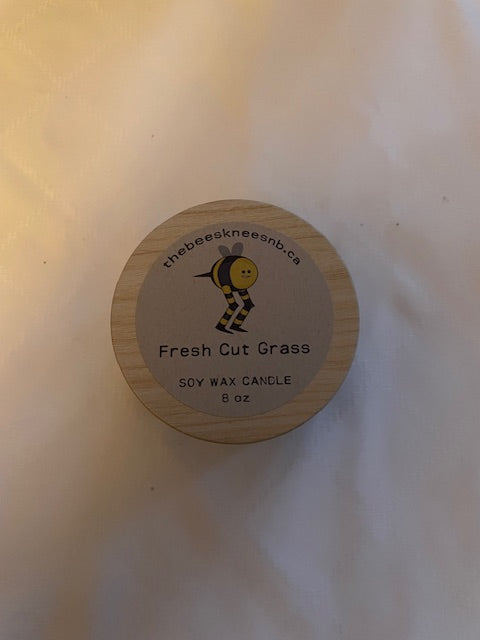 thebeeskneesnb.ca
Fresh Cut Grass
SOY WAX CANDLE
8 oz